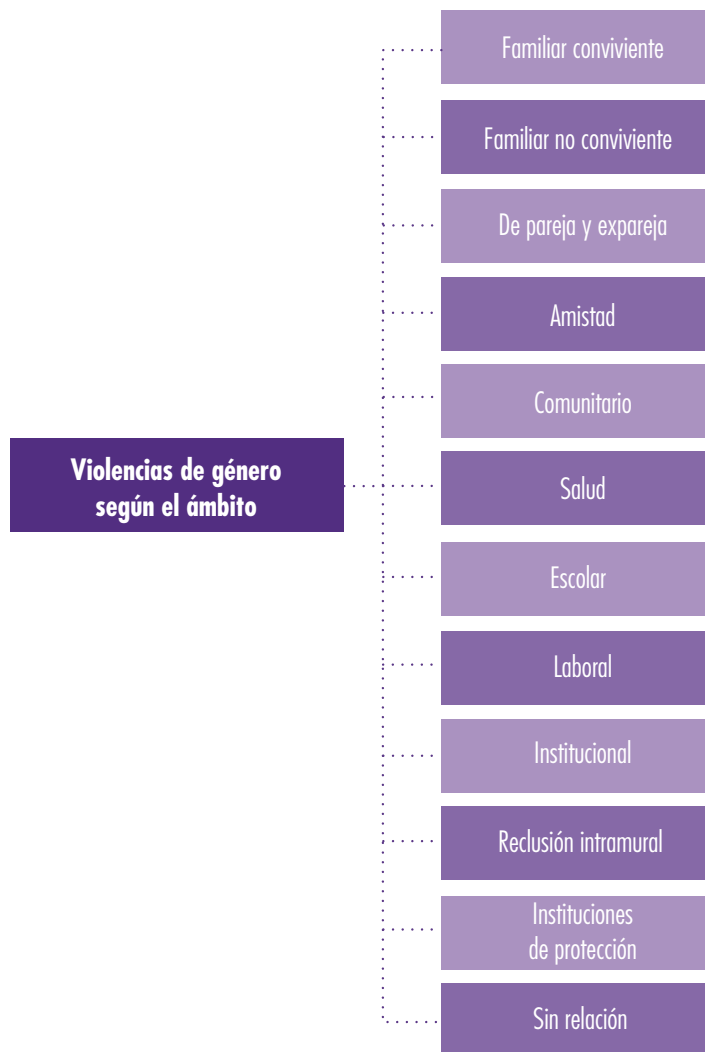 Familiar conviviente
Familiar no conviviente
De pareja y expareja
Amistad
Comunitario
Violencias de género
según el ámbito
Salud
Escolar
Laboral
Institucional
Reclusión intramural
Instituciones
de protección
Sin relación